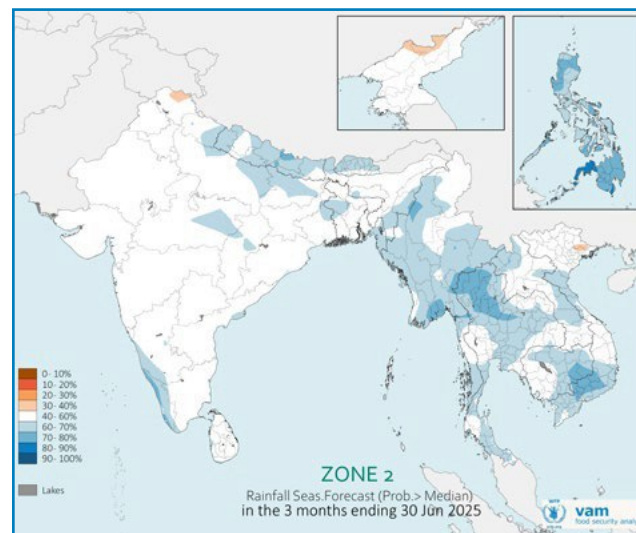 0-10%
10-20%
20-30%
30-40%
40-60%
60-70%
70-80%
80-90%
90-100%
Lakes
ZONE 2
Rainfall Seas.Forecast (Prob.> Median)
in the 3 months ending 30 Jun 2025
WFP
vam
food security analy